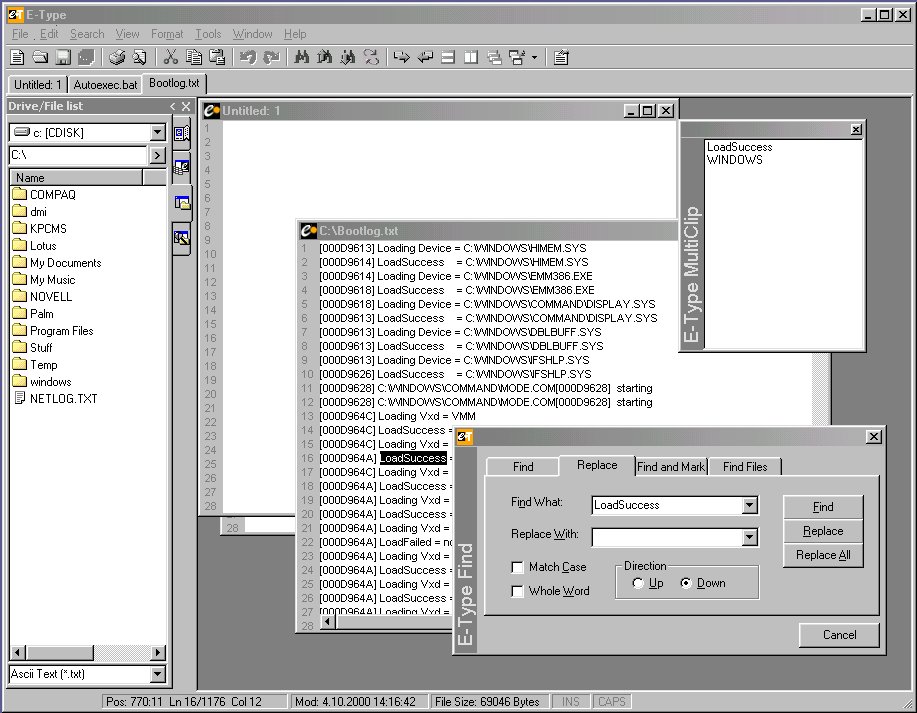 E-Type
File Edit Search View Format Tools Window Help
Untitled: 1 Autoexec.bat Bootlog.txt
Drive/File list
c: [CDISK]
C:\
Name
COMPAQ
dmi
KPCMS
Lotus
My Documents
My Music
NOVELL
Palm
Program Files
Stuff
Temp
windows
NETLOG.TXT
Ascii Text (*.txt)
Untitled: 1
1
2
3
4
5
6
7
8
9
10
11
12
13
14
15
16
17
18
19
20
21
22
23
24
25
26
27
28
28
C:\Bootlog.txt
1 [000D9613] Loading Device = C:\WINDOWS\HIMEM.SYS
2 [000D9614] LoadSuccess = C:\WINDOWS\HIMEM.SYS
3 [000D9614] Loading Device = C:\WINDOWS\EMM386.EXE
4 [000D9618] LoadSuccess = C:\WINDOWS\EMM386.EXE
5 [000D9618] Loading Device = C:\WINDOWS\COMMAND\DISPLAY.SYS
6 [000D9618] LoadSuccess = C:\WINDOWS\COMMAND\DISPLAY.SYS
7 [000D9613] Loading Device = C:\WINDOWS\DBLBUFF.SYS
8 [000D9613] LoadSuccess = C:\WINDOWS\DBLBUFF.SYS
9 [000D9613] Loading Device = C:\WINDOWS\IFSHLP.SYS
10 [000D9626] LoadSuccess = C:\WINDOWS\IFSHLP.SYS
11 [000D9628] C:\WINDOWS\COMMAND\MODE.COM[000D9628] starting
12 [000D9628] C:\WINDOWS\COMMAND\MODE.COM[000D9628] starting
13 [000D964C] Loading Vxd = VMM
14 [000D964C] LoadSuccess =
15 [000D964C] Loading Vxd =
16 [000D964A] LoadSuccess =
17 [000D964C] Loading Vxd =
18 [000D964A] LoadSuccess =
19 [000D964A] Loading Vxd =
20 [000D964A] LoadSuccess =
21 [000D964A] Loading Vxd =
22 [000D964A] LoadFailed =
23 [000D964A] Loading Vxd =
24 [000D964A] LoadSuccess =
25 [000D964A] Loading Vxd =
26 [000D964A] LoadSuccess =
27 [000D964A] Loading Vxd =
28
E-Type MultiClip
LoadSuccess
WINDOWS
E-Type Find
Find Replace Find and Mark Find Files
Find What: LoadSuccess
Replace With:
Match Case
Whole Word
Direction
Up Down
Find
Replace
Replace All
Cancel
Pos: 770:11 Ln 16/1176 Col 12 Mod: 4.10.2000 14:16:42 File Size: 69046 Bytes INS CAPS